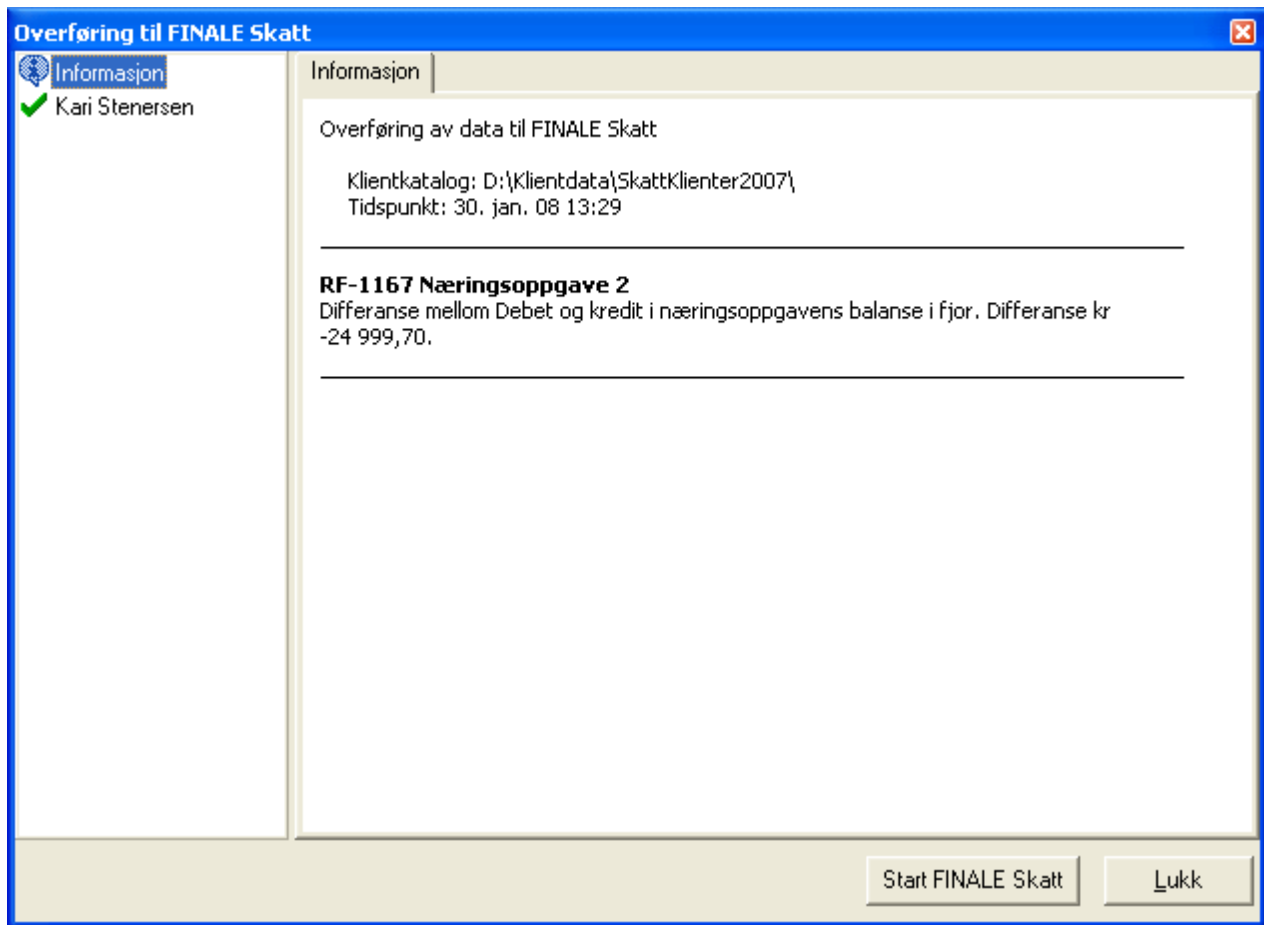 Overføring til FINALE Skatt
Informasjon
Kari Stenersen
Informasjon
Overføring av data til FINALE Skatt
Klientkatalog: D:\Klientdata\SkattKlienter2007\
Tidspunkt: 30. jan. 08 13:29
RF-1167 Næringsoppgave 2
Differanse mellom Debet og kredit i næringsoppgavens balanse i fjor. Differanse kr
-24 999,70.
Start FINALE Skatt
Lukk